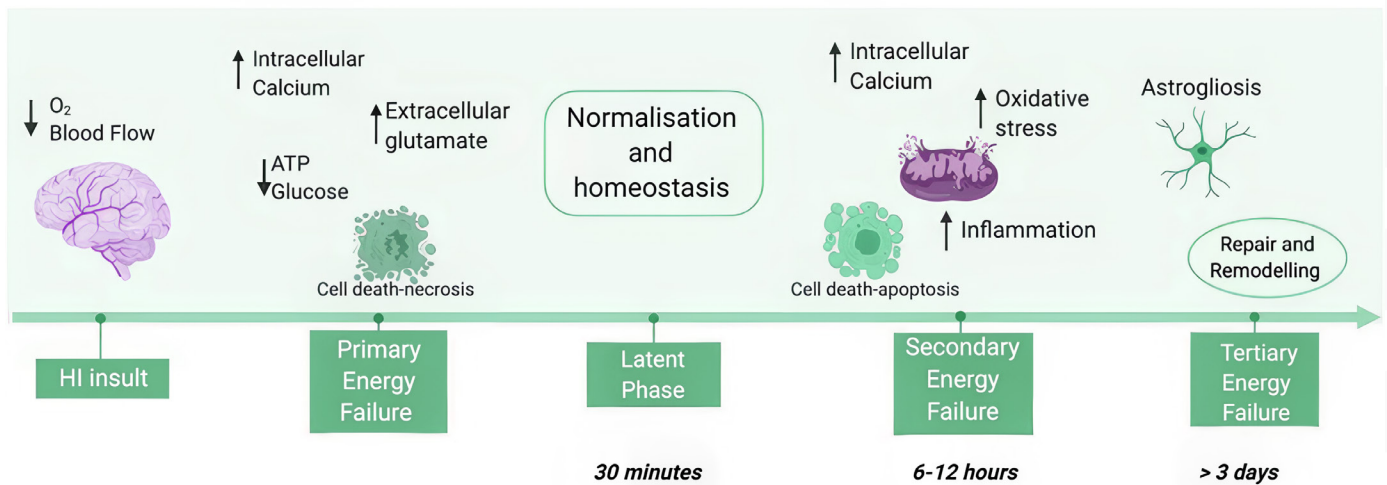 O₂
Blood Flow
Intracellular
Calcium
Extracellular
glutamate
ATP
Glucose
Cell death-necrosis
Normalisation
and
homeostasis
Intracellular
Calcium
Oxidative
stress
Inflammation
Cell death-apoptosis
Astrogliosis
Repair and
Remodelling
HI insult
Primary
Energy
Failure
Latent
Phase
Secondary
Energy
Failure
Tertiary
Energy
Failure
30 minutes
6-12 hours
> 3 days